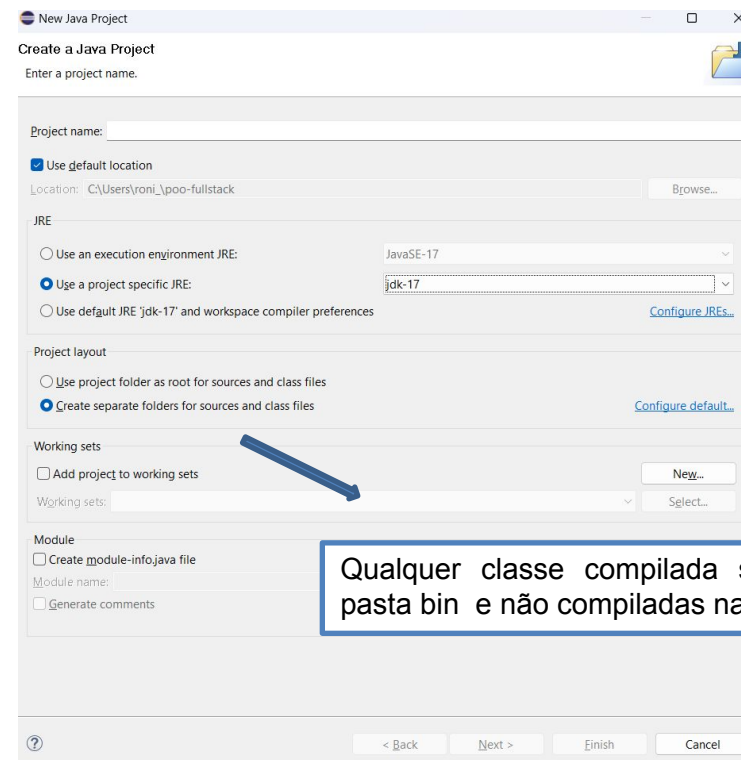 New Java Project
Create a Java Project
Enter a project name.
Project name:
Use default location
Location: C:\Users\roni_\poo-fullstack Browse...
JRE
Use an execution environment JRE: JavaSE-17
Use a project specific JRE: jdk-17
Use default JRE 'jdk-17' and workspace compiler preferences Configure JREs...
Project layout
Use project folder as root for sources and class files
Create separate folders for sources and class files Configure default...
Working sets
Add project to working sets New...
Working sets: Select...
Module
Create module-info.java file
Module name:
Generate comments
Qualquer classe compilada
pasta bin e não compiladas na
? < Back Next > Finish Cancel